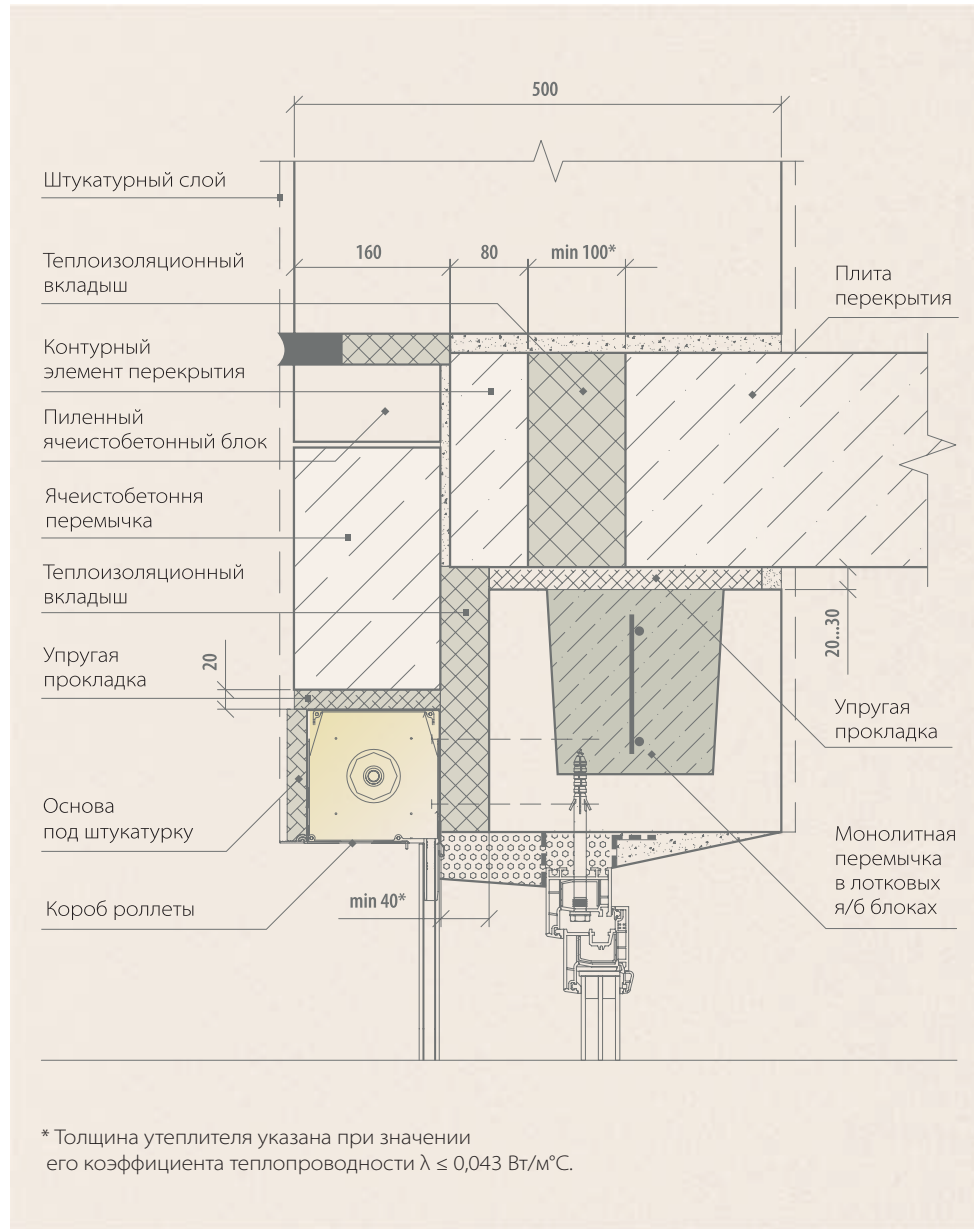 500
Штукатурный слой
160
80
min 100*
Теплоизоляционный
вкладыш
Плита
перекрытия
Контурный
элемент перекрытия
Пиленный
ячеистобетонный блок
Ячеистобетоння
перемычка
Теплоизоляционный
вкладыш
20...30
Упругая
прокладка
20
Упругая
прокладка
Основа
под штукатурку
Монолитная
перемычка
в лотковых
я/б блоках
Короб роллеты
min 40*
* Толщина утеплителя указана при значении
его коэффициента теплопроводности λ ≤ 0,043 Вт/м°С.